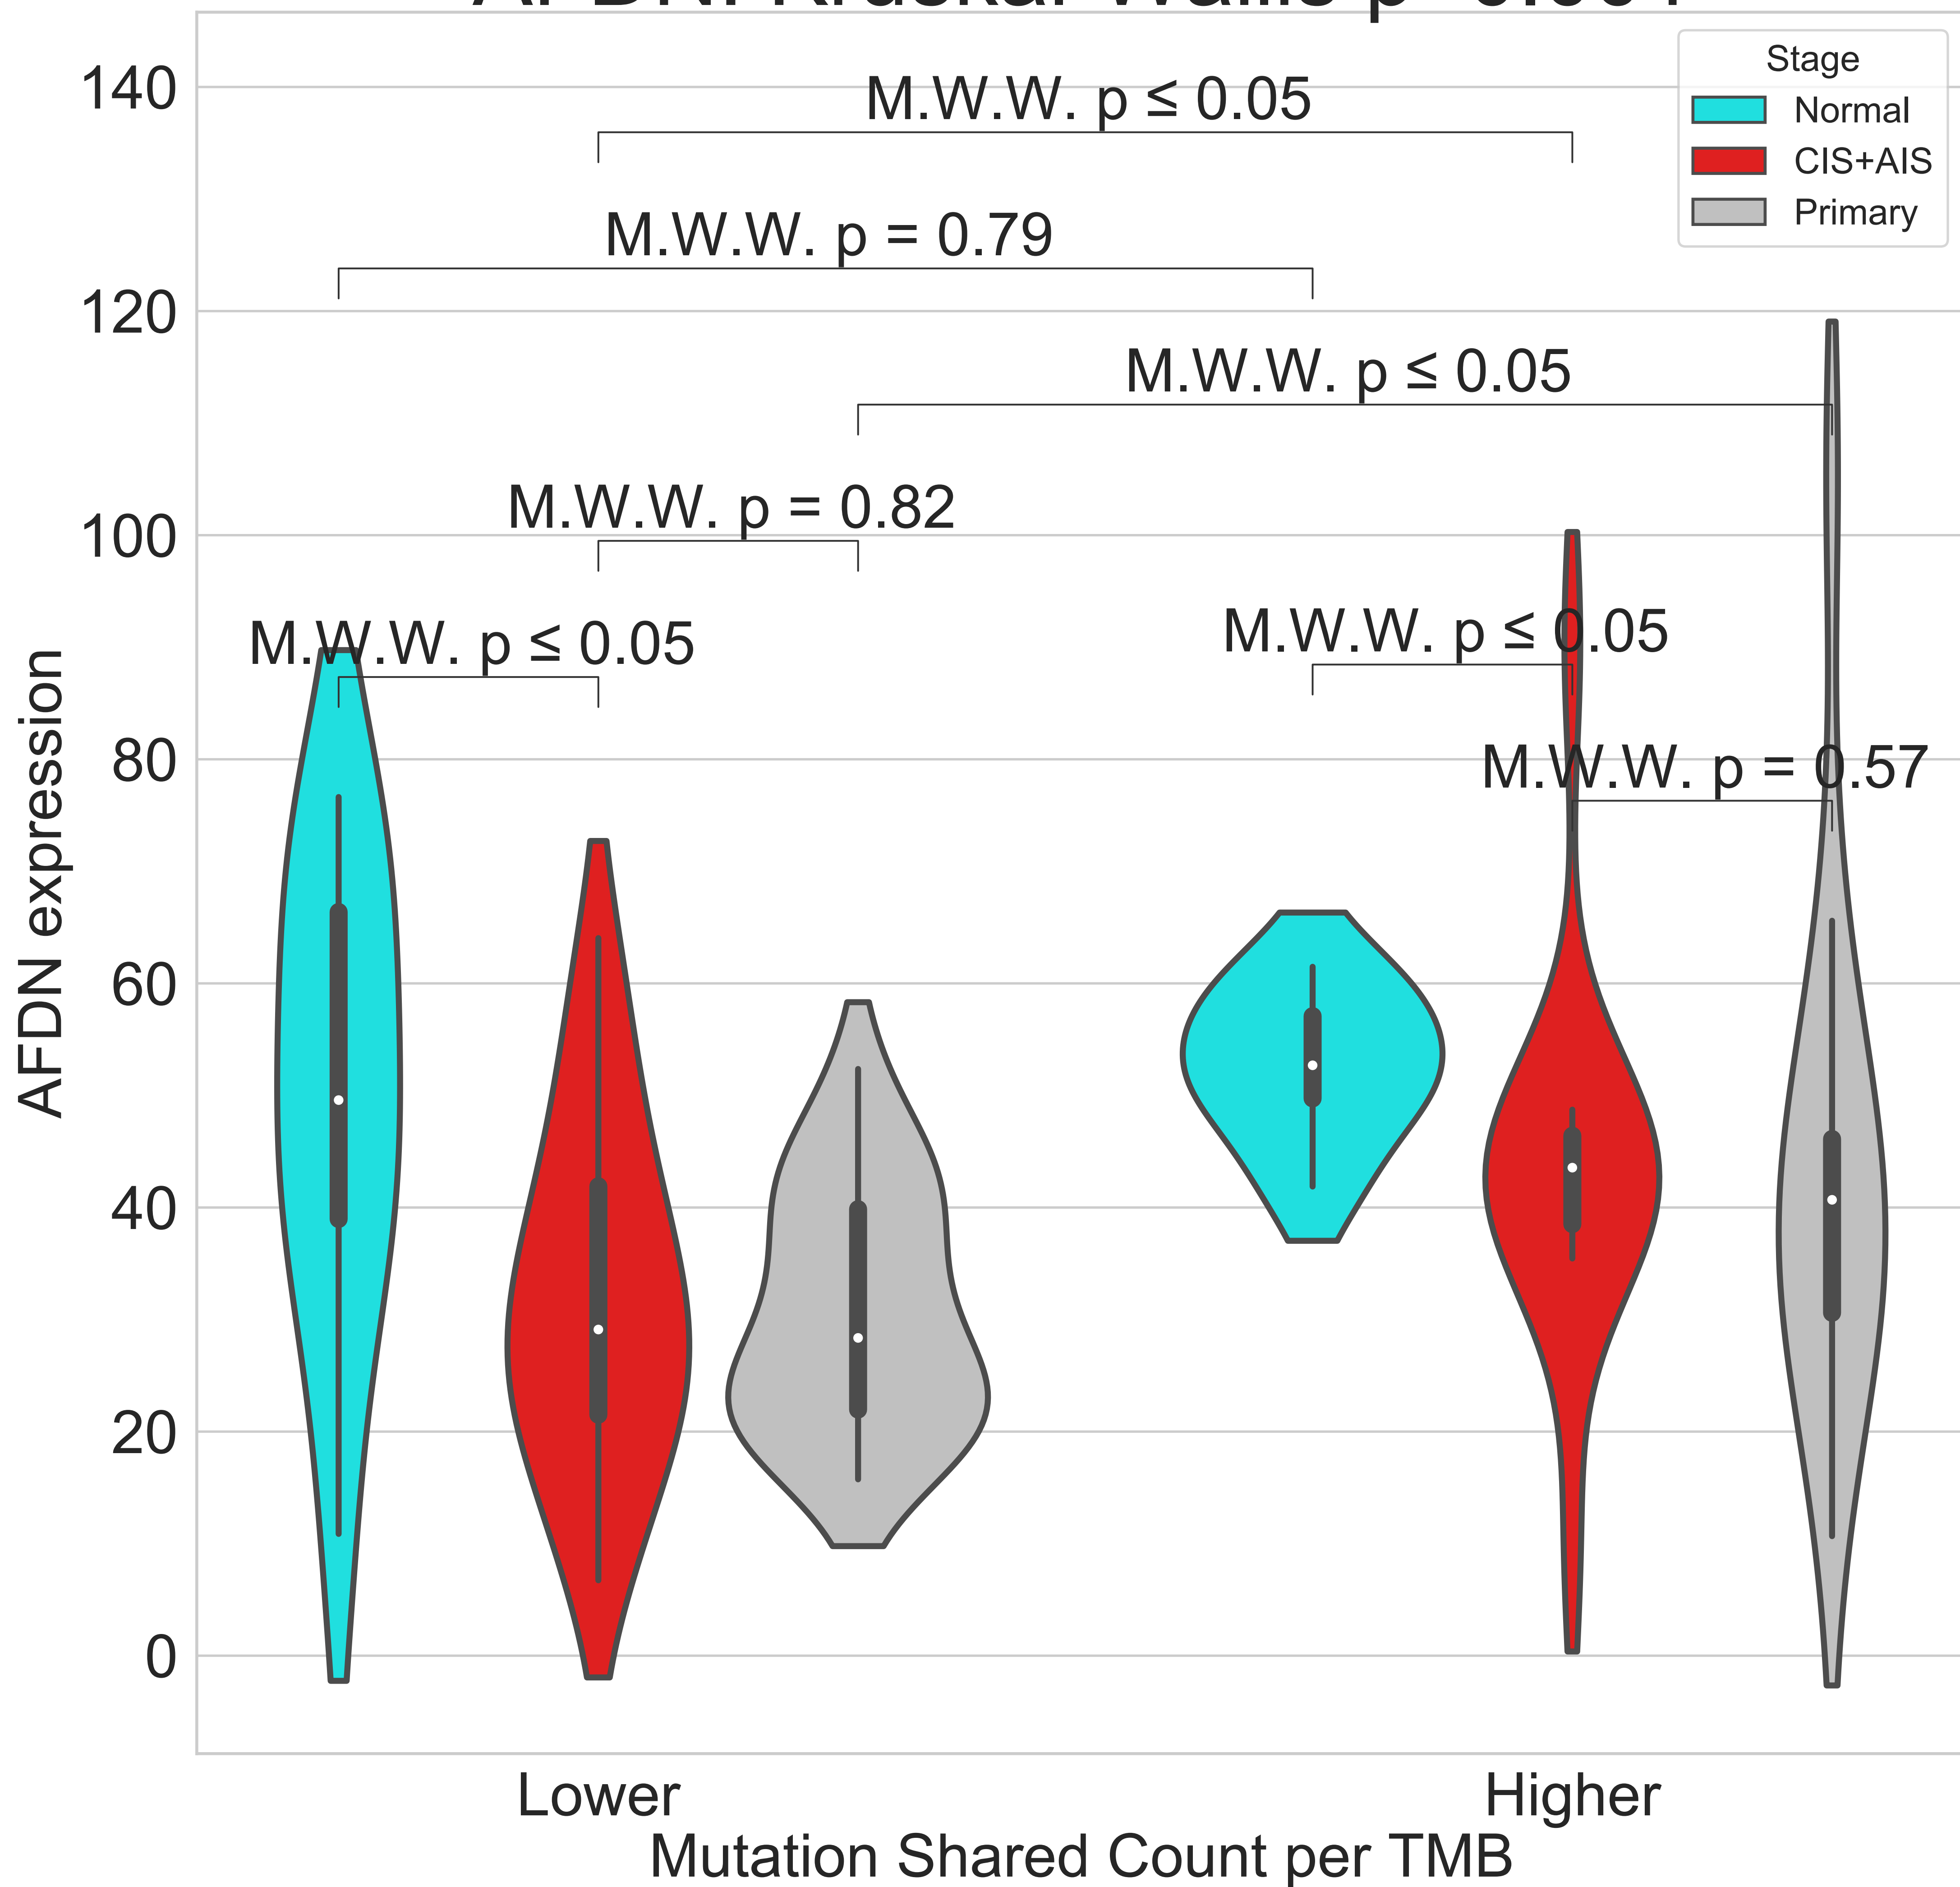 Stage
Normal
CIS+AIS
Primary
140
120
100
80
60
40
20
0
AFDN expression
M.W.W. p ≤ 0.05
M.W.W. p = 0.79
M.W.W. p ≤ 0.05
M.W.W. p = 0.82
M.W.W. p ≤ 0.05
M.W.W. p ≤ 0.05
M.W.W. p = 0.57
Lower
Higher
Mutation Shared Count per TMB